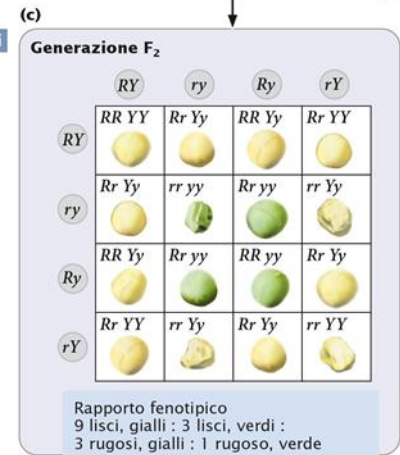 (c)
i
Generazione F₂
RY ry Ry rY
RY RR YY Rr Yy RR Yy Rr YY
ry Rr Yy rr yy Rr yy rr Yy
Ry RR Yy Rr yy RR yy Rr Yy
rY Rr YY rr Yy Rr Yy rr YY
Rapporto fenotipico
9 lisci, gialli : 3 lisci, verdi :
3 rugosi, gialli : 1 rugoso, verde